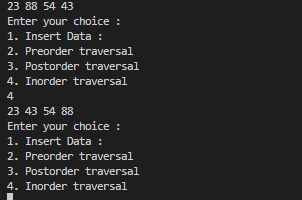 23 88 54 43
Enter your choice :
1. Insert Data :
2. Preorder traversal
3. Postorder traversal
4. Inorder traversal
4
23 43 54 88
Enter your choice :
1. Insert Data :
2. Preorder traversal
3. Postorder traversal
4. Inorder traversal